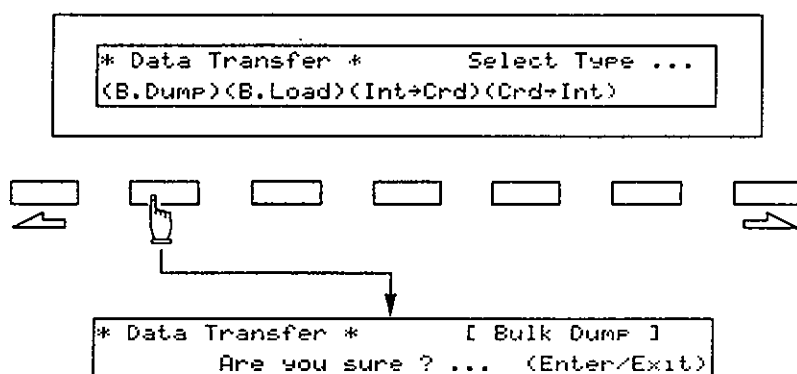 * Data Transfer * Select Type ...
(B.Dump)(B.Load)(Int→Crd)(Crd→Int)
* Data Transfer * [ Bulk Dump ]
Are you sure ? ... (Enter/Exit)